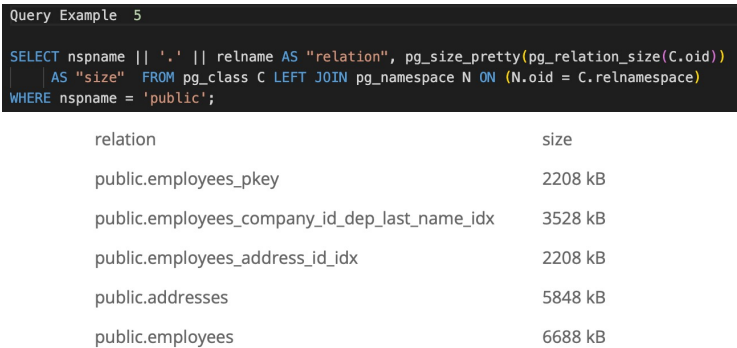 Query Example 5
SELECT nspname || '.' || relname AS "relation", pg_size_pretty(pg_relation_size(C.oid))
AS "size" FROM pg_class C LEFT JOIN pg_namespace N ON (N.oid = C.relnamespace)
WHERE nspname = 'public';
relation size
public.employees_pkey 2208 kB
public.employees_company_id_dep_last_name_idx 3528 kB
public.employees_address_id_idx 2208 kB
public.addresses 5848 kB
public.employees 6688 kB